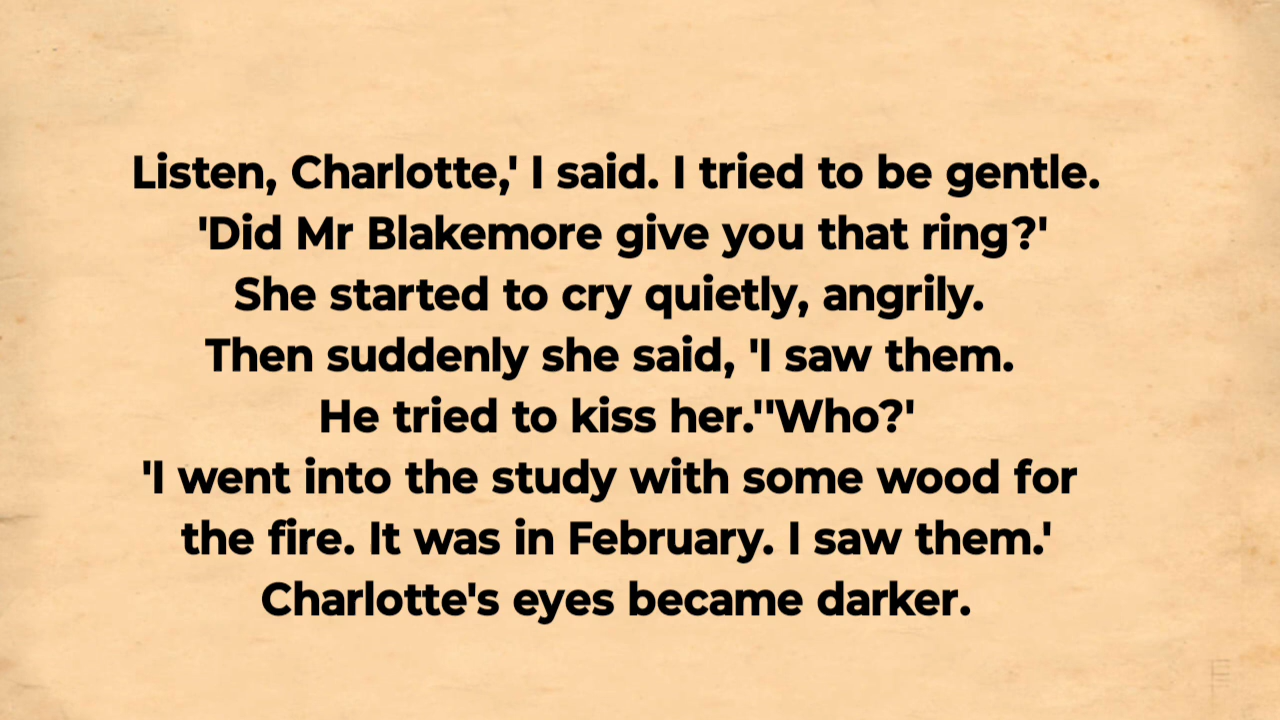 Listen, Charlotte,' I said. I tried to be gentle.
'Did Mr Blakemore give you that ring?'
She started to cry quietly, angrily.
Then suddenly she said, 'I saw them.
He tried to kiss her.''Who?'
'I went into the study with some wood for
the fire. It was in February. I saw them.'
Charlotte's eyes became darker.